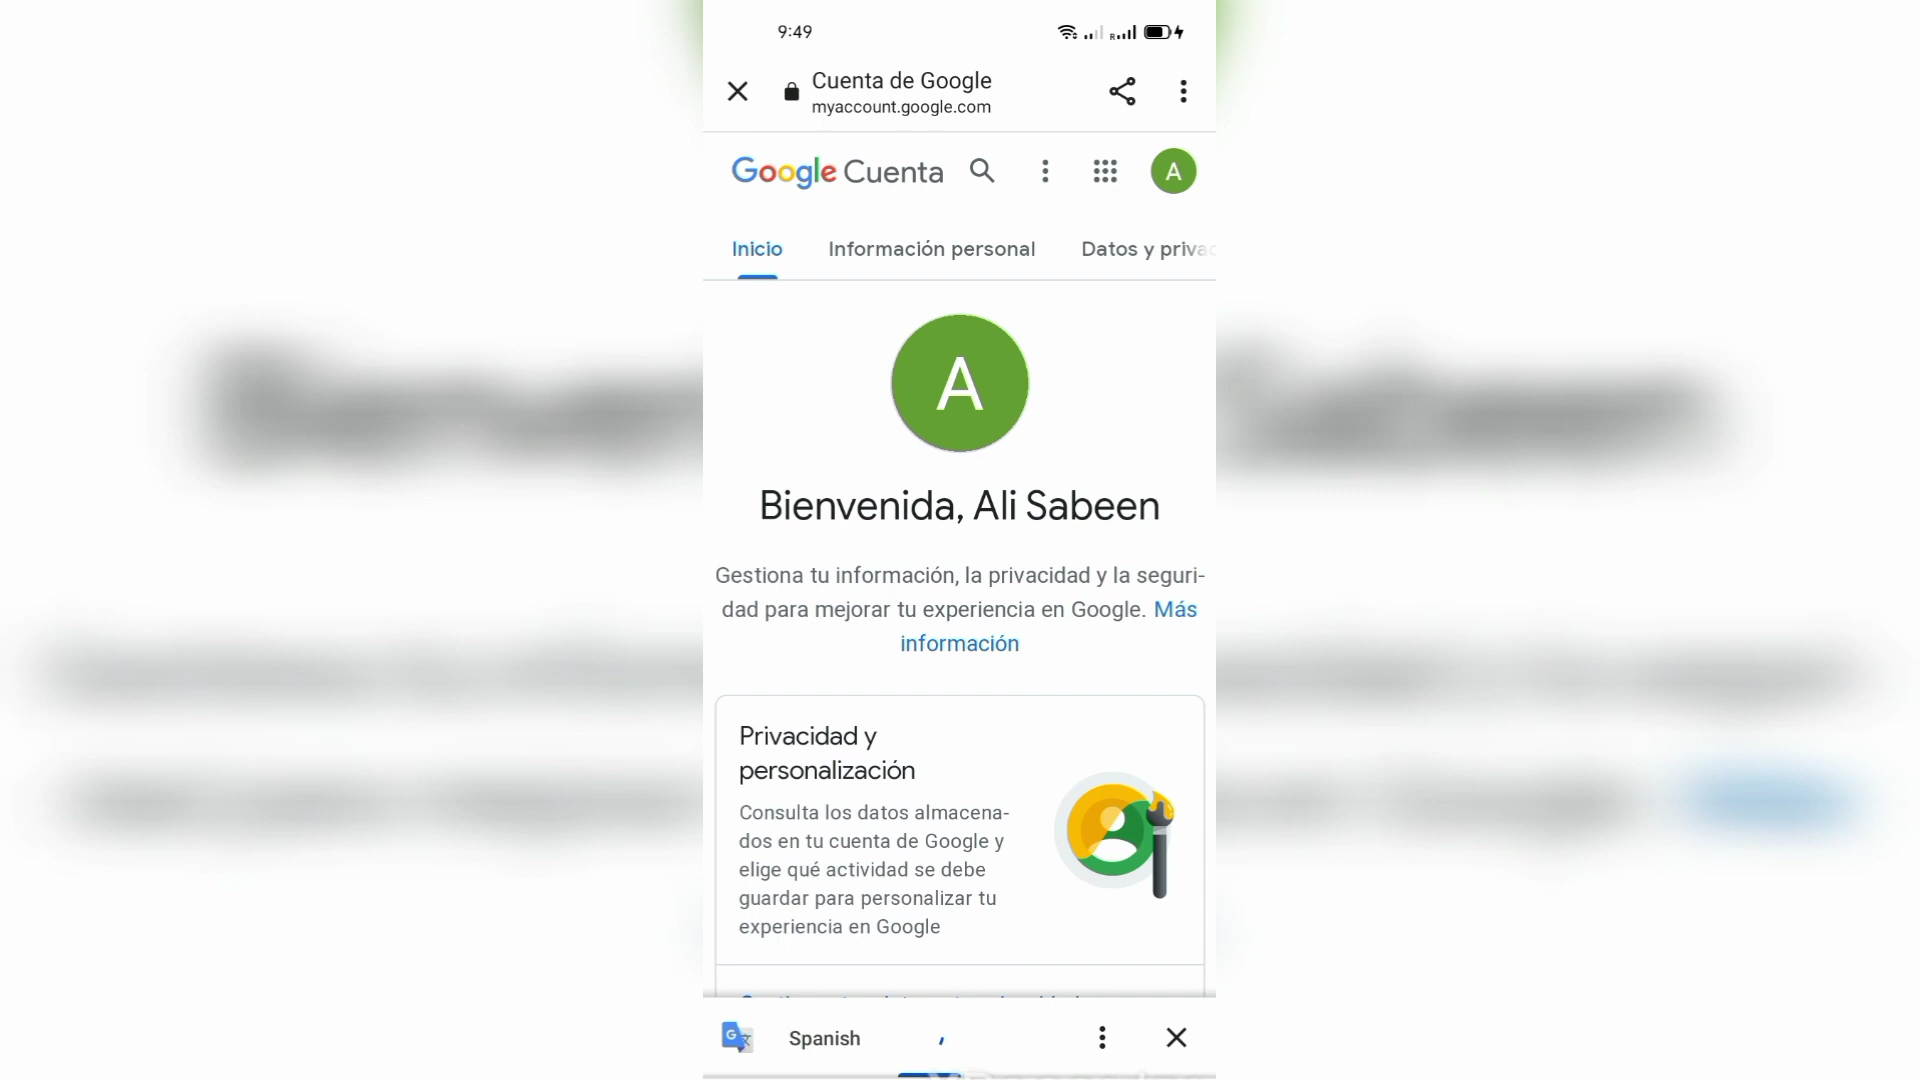 9:49
Cuenta de Google
myaccount.google.com
Google Cuenta
A
Inicio
Información personal
Datos y privac
A
Bienvenida, Ali Sabeen
Gestiona tu información, la privacidad y la seguri-
dad para mejorar tu experiencia en Google. Más
información
Privacidad y
personalización
Consulta los datos almacena-
dos en tu cuenta de Google y
elige qué actividad se debe
guardar para personalizar tu
experiencia en Google
Spanish